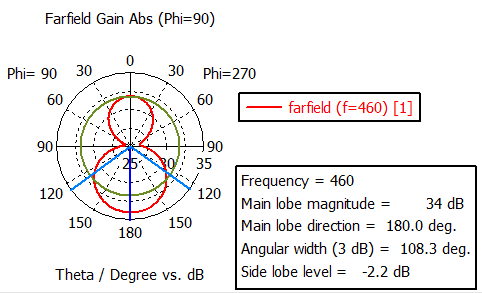 Farfield Gain Abs (Phi=90)
Phi= 90 30 0 30 Phi=270
60 60
farfield (f=460) [1]
90 25 35 90
120 120
150 150
180
Frequency = 460
Main lobe magnitude = 34 dB
Main lobe direction = 180.0 deg.
Angular width (3 dB) = 108.3 deg.
Side lobe level = -2.2 dB
Theta / Degree vs. dB